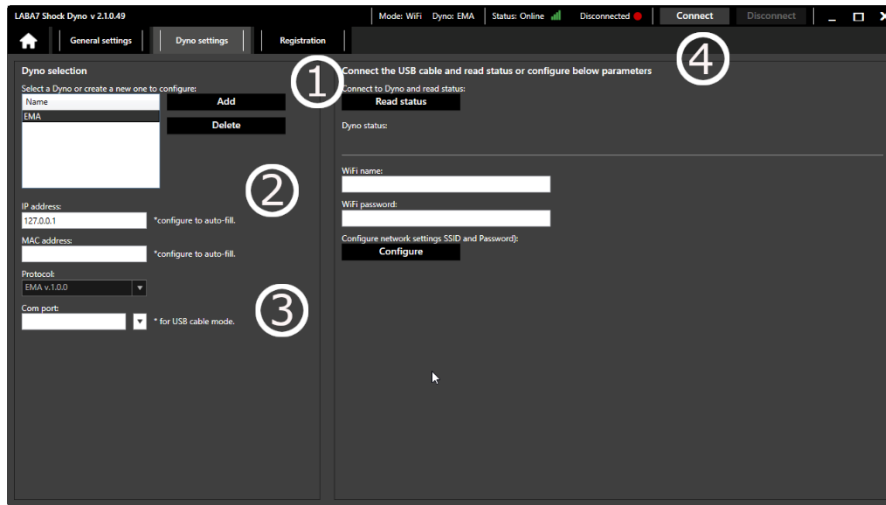 LABA7 Shock Dyno v 2.1.0.49
Mode: WiFi Dyno: EMA Status: Online Disconnected Connect Disconnect
General settings Dyno settings Registration
Dyno selection
Select a Dyno or create a new one to configure:
Name
EMA
Add
Delete
1
2
IP address:
127.0.0.1 *configure to auto-fill.
MAC address:
*configure to auto-fill.
Protocol:
EMA v.1.0.0
Com port:
* for USB cable mode.
3
Connect the USB cable and read status or configure below parameters
4
Connect to Dyno and read status:
Read status
Dyno status:
WiFi name:
WiFi password:
Configure network settings SSID and Password):
Configure